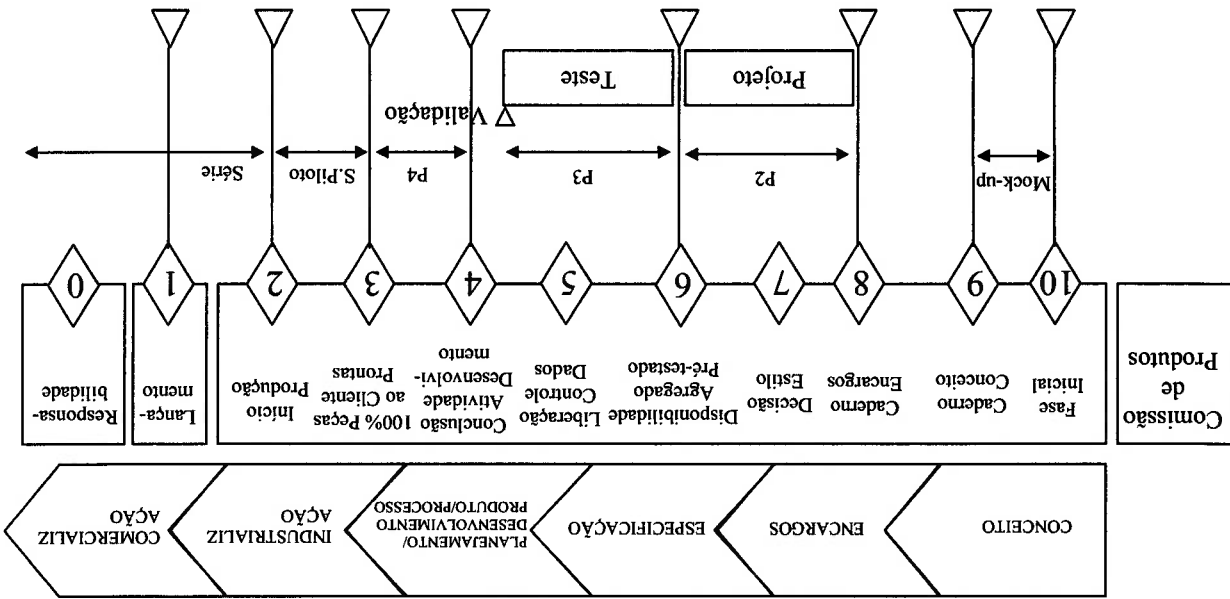 CONCEITO
ENCARGOS
ESPECIFICAÇÃO
PLANEJAMENTO/
DESENVOLVIMENTO
PRODUTO/PROCESSO
INDUSTRIALIZ
AÇÃO
COMERCIALIZ
AÇÃO
Comissão
de
Produtos
Fase
Inicial
Caderno
Conceito
Caderno
Encargos
Decisão
Estilo
Disponibilidade
Agregado
Pré-testado
Liberação
Controle
Dados
Conclusão
Atividade
Desenvolvi-
mento
100% Peças
ao Cliente
Prontas
Início
Produção
Lança-
mento
Responsa-
bilidade
10
9
8
7
6
5
4
3
2
1
0
Mock-up
P2
P3
P4
S.Piloto
Série
Validação
Projeto
Teste